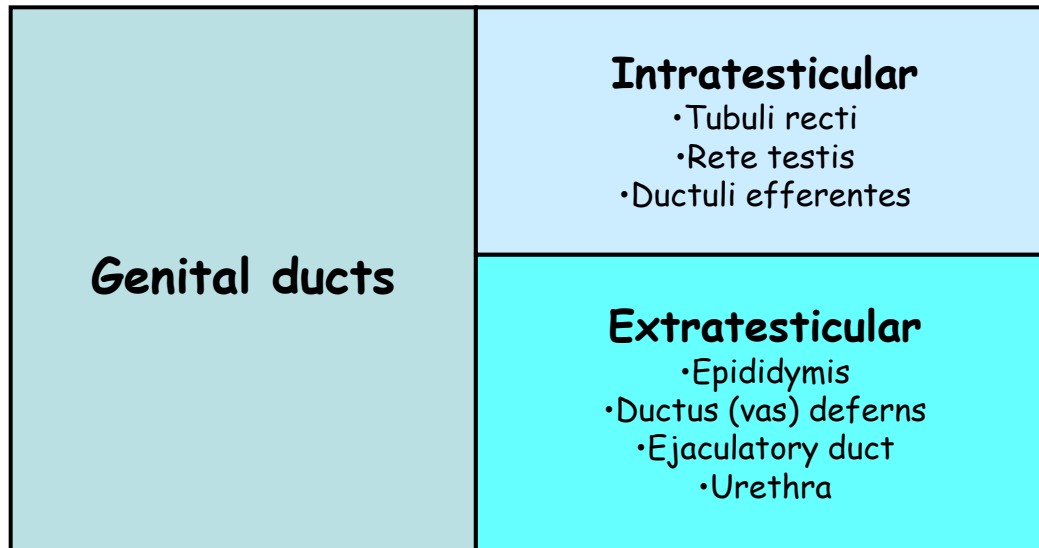 Genital ducts
Intratesticular
•Tubuli recti
•Rete testis
•Ductuli efferentes
Extratesticular
•Epididymis
•Ductus (vas) deferns
•Ejaculatory duct
•Urethra